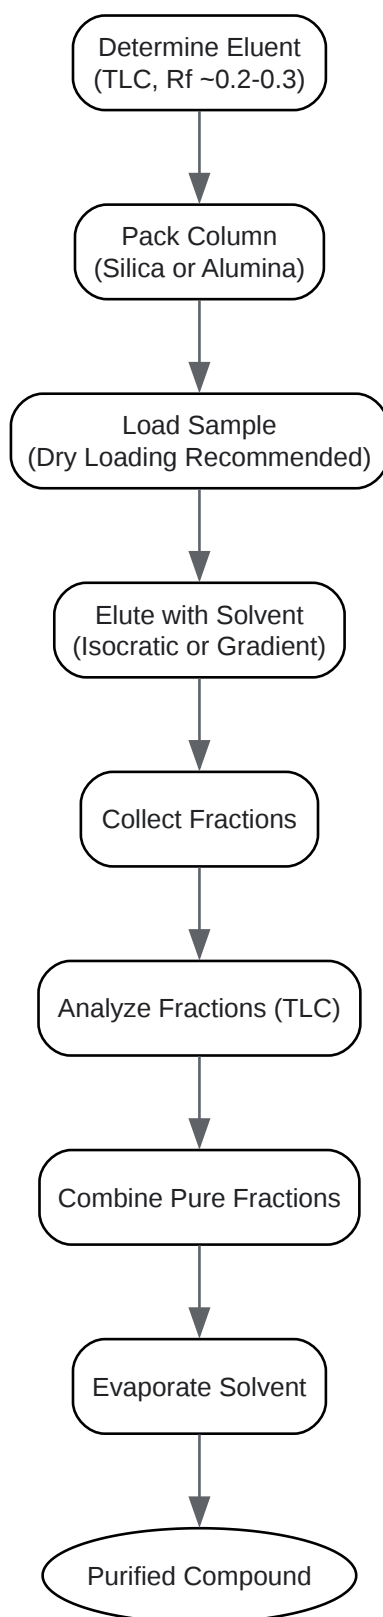 Determine Eluent
(TLC, Rf ~0.2-0.3)
Pack Column
(Silica or Alumina)
Load Sample
(Dry Loading Recommended)
Elute with Solvent
(Isocratic or Gradient)
Collect Fractions
Analyze Fractions (TLC)
Combine Pure Fractions
Evaporate Solvent
Purified Compound